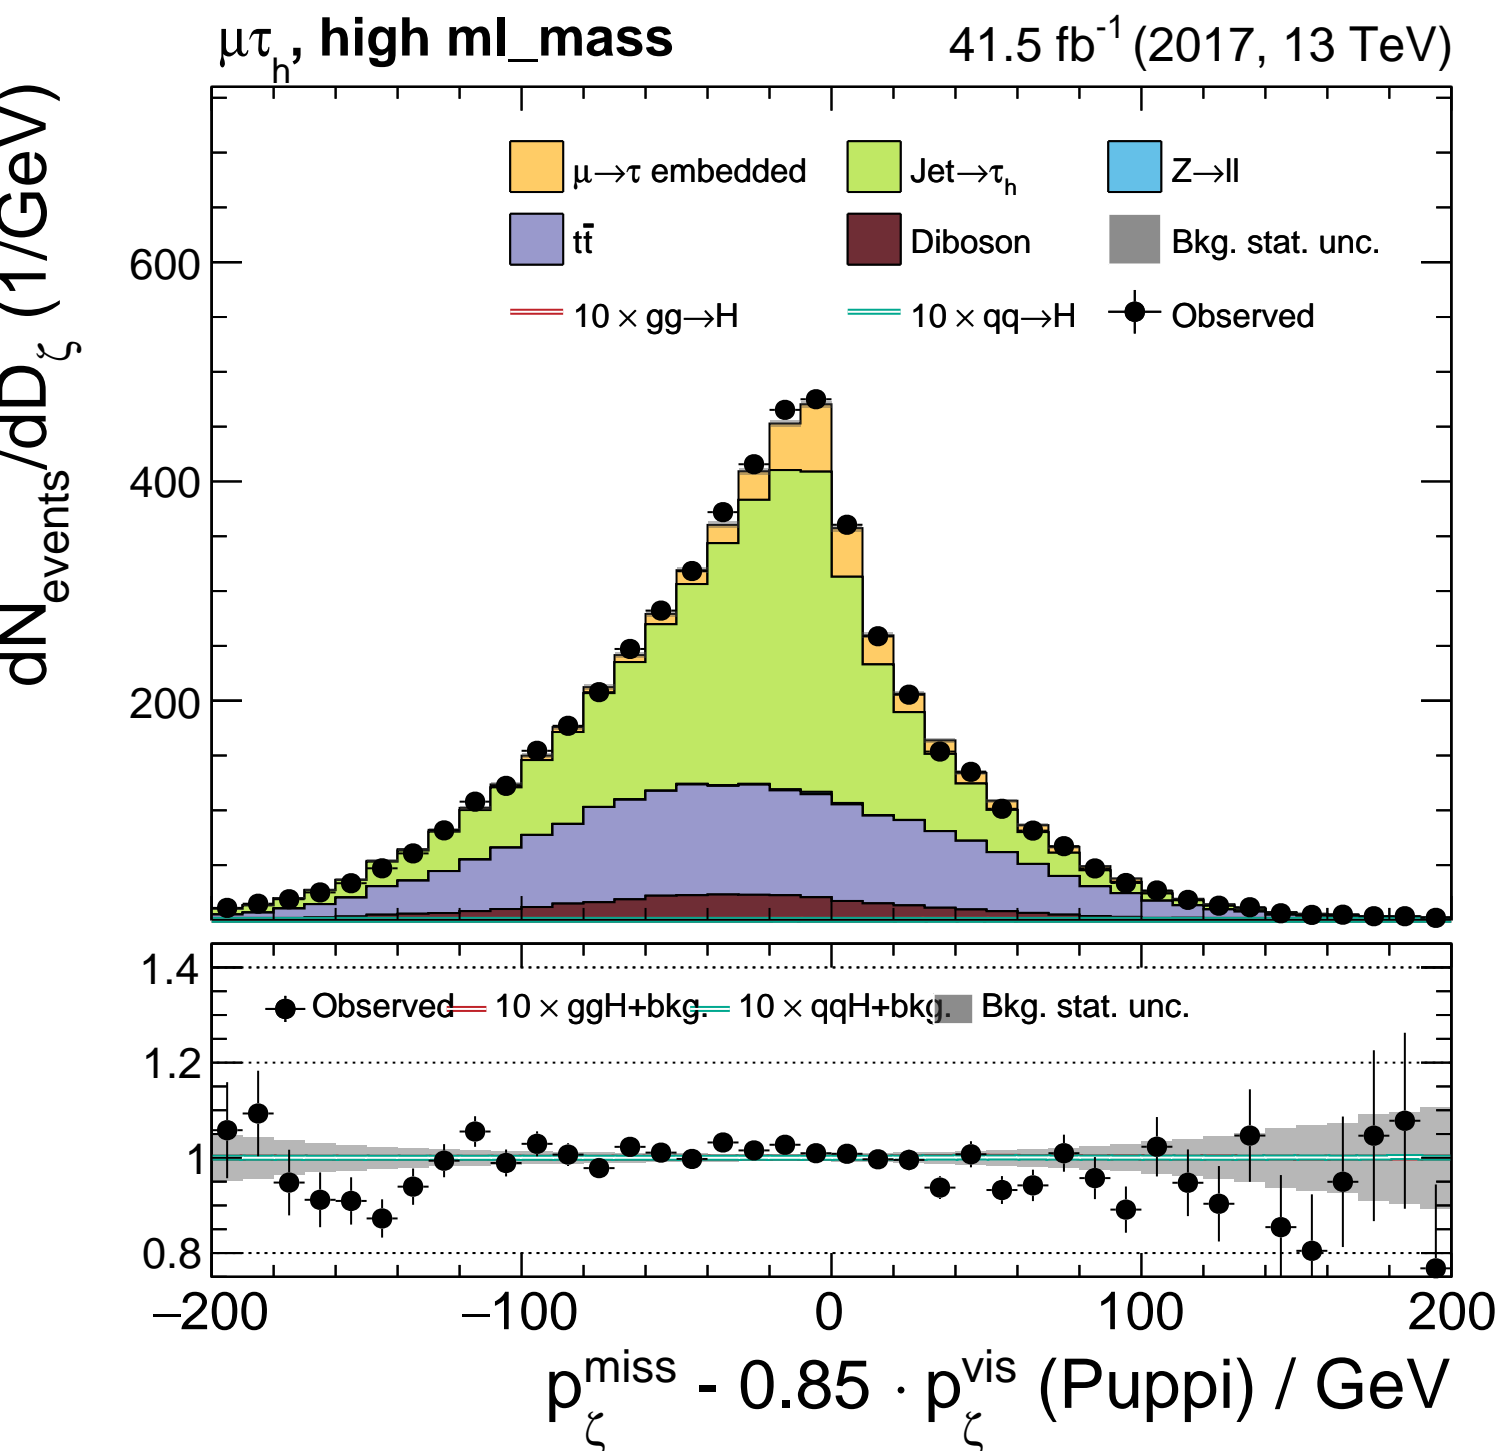 μτh, high ml_mass 41.5 fb-1 (2017, 13 TeV)
dNevents/dDζ (1/GeV)
μ→τ embedded Jet→τh Z→ll
tt̄ Diboson Bkg. stat. unc.
10 × gg→H 10 × qq→H Observed
600
400
200
1.4
Observed 10 × ggH+bkg. 10 × qqH+bkg. Bkg. stat. unc.
1.2
1
0.8
−200 −100 0 100 200
pζmiss - 0.85 · pζvis (Puppi) / GeV